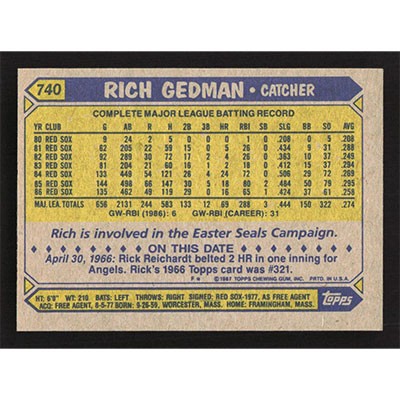 740 RICH GEDMAN • CATCHER
COMPLETE MAJOR LEAGUE BATTING RECORD
YR CLUB G AB R H 2B 3B HR RBI SB SLG BB SO AVG
80 RED SOX 9 24 2 5 0 0 0 1 0 .208 0 5 .208
81 RED SOX 62 205 22 59 15 0 5 26 0 .434 9 31 .288
82 RED SOX 92 289 30 72 17 2 4 26 0 .363 10 37 .249
83 RED SOX 81 204 21 60 16 1 2 18 0 .412 15 37 .294
84 RED SOX 133 449 54 121 26 4 24 72 0 .506 29 72 .269
85 RED SOX 144 498 66 147 30 5 18 80 2 .484 50 79 .295
86 RED SOX 135 462 49 119 29 0 16 65 1 .424 37 61 .258
MAJ. LEA. TOTALS 656 2131 244 583 133 12 69 288 3 .444 150 322 .274
GW-RBI (1986): 6 GW-RBI (CAREER): 31
Rich is involved in the Easter Seals Campaign.
ON THIS DATE
April 30, 1966: Rick Reichardt belted 2 HR in one inning for
Angels. Rick's 1966 Topps card was #321.
©1987 TOPPS CHEWING GUM, INC. PRTD. IN U.S.A.
HT: 6'0" WT: 210 BATS: LEFT THROWS: RIGHT SIGNED: RED SOX-1977, AS FREE AGENT
ACQ: FREE AGENT, 8-5-77 BORN: 9-26-59, WORCESTER, MASS. HOME: FRAMINGHAM, MASS.
Topps